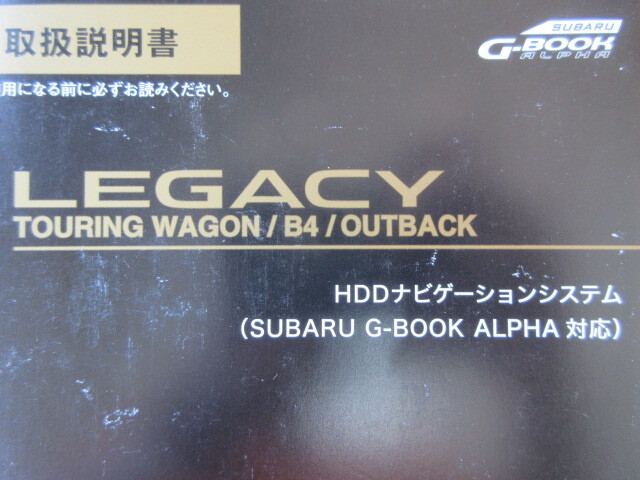 取扱説明書
SUBARU
G-BOOK
ALPHA
用になる前に必ずお読みください。
LEGACY
TOURING WAGON / B4 / OUTBACK
HDDナビゲーションシステム
（SUBARU G-BOOK ALPHA 対応）